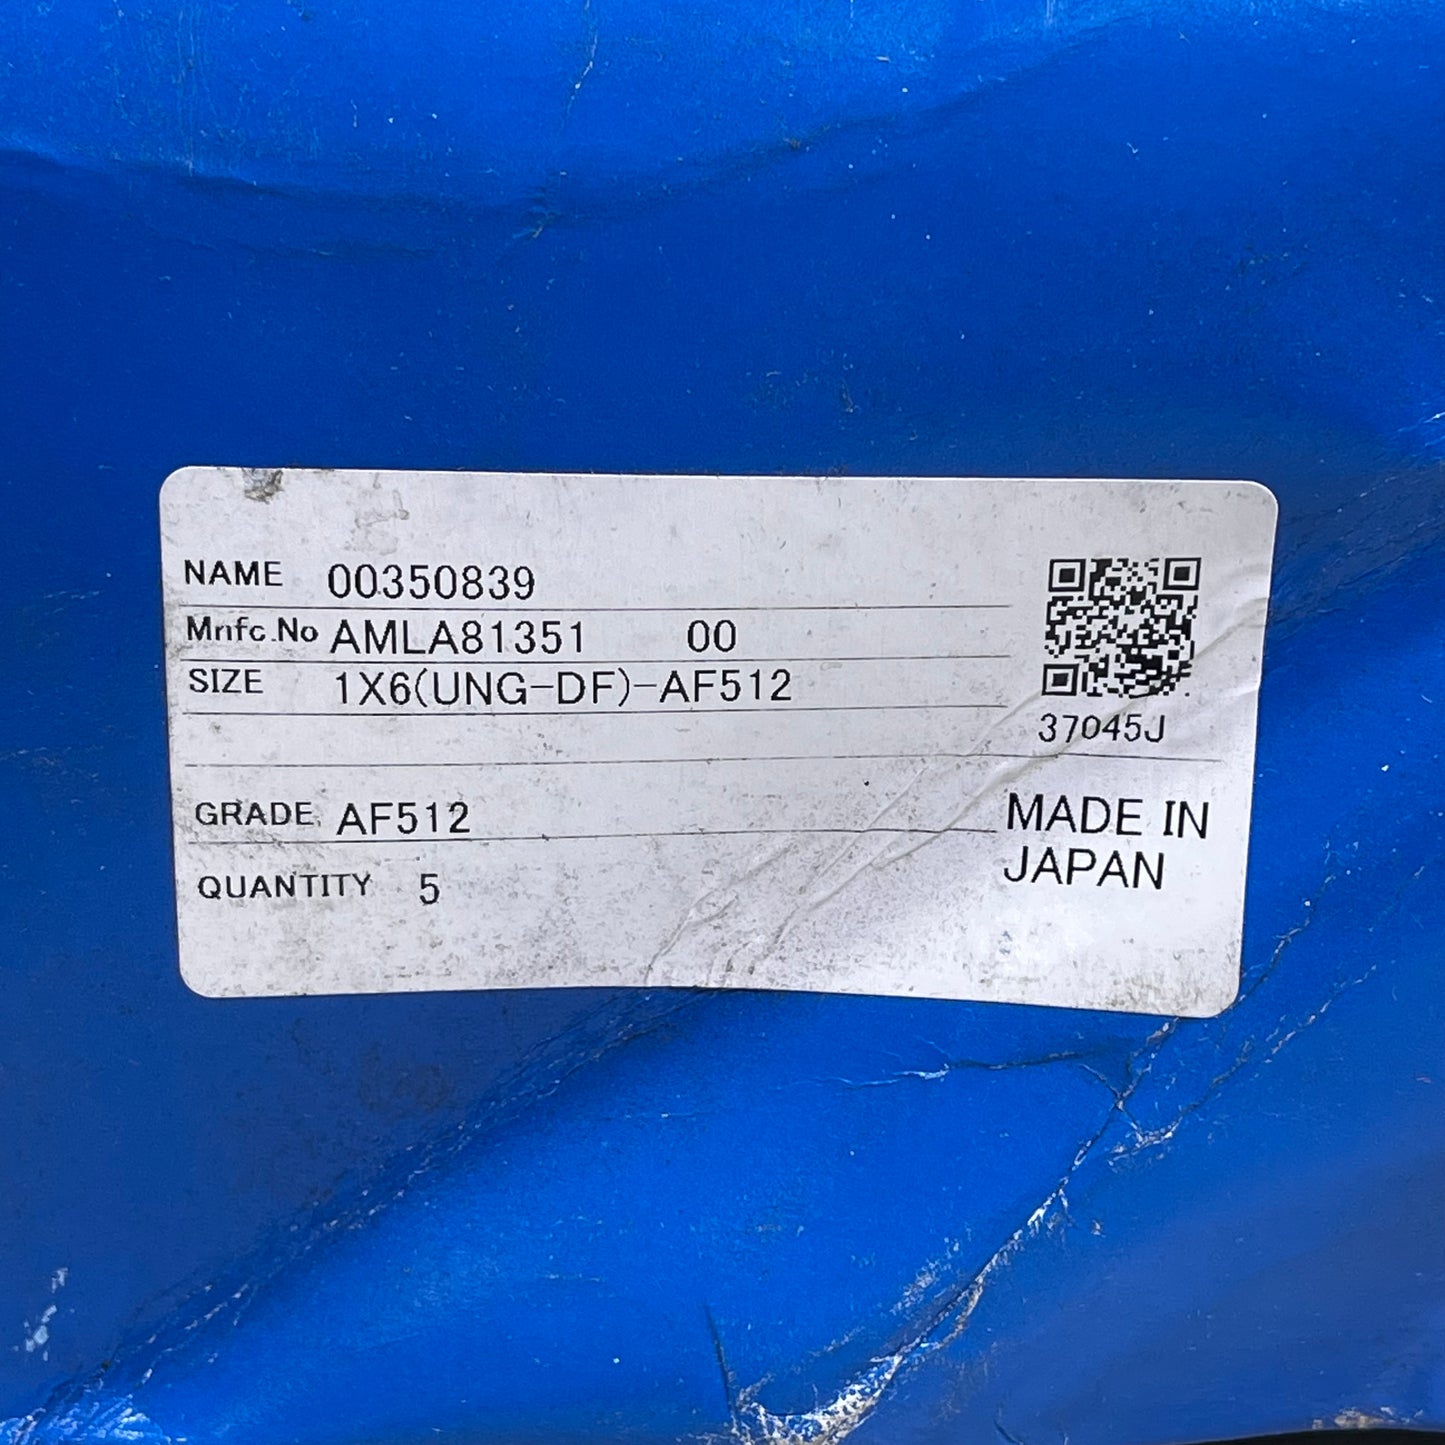 NAME 00350839
Mnfc.No AMLA81351 00
SIZE 1X6(UNG-DF)-AF512
37045J
GRADE AF512
MADE IN
JAPAN
QUANTITY 5